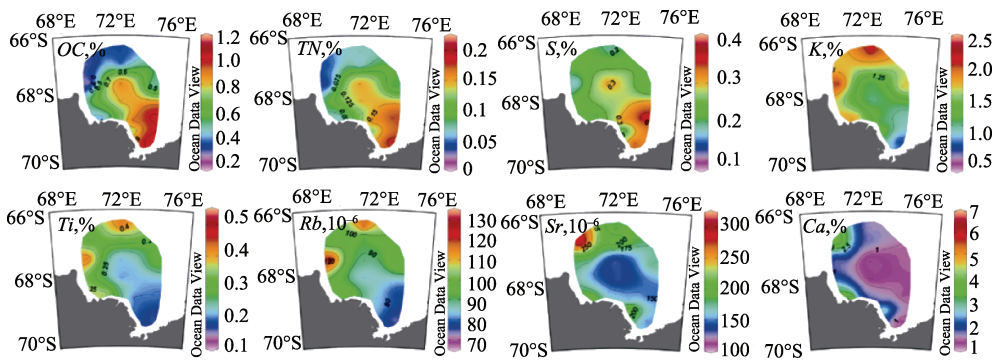 68°E 72°E 76°E 68°E 72°E 76°E 68°E 72°E 76°E 68°E 72°E 76°E
66°S OC,% 1.2 1.0 0.8 0.6 0.4 0.2 Ocean Data View
68°S
70°S
66°S TN,% 0.2 0.15 0.1 0.05 0 Ocean Data View
68°S
70°S
66°S S,% 0.4 0.3 0.2 0.1 Ocean Data View
68°S
70°S
66°S K,% 2.5 2.0 1.5 1.0 0.5 Ocean Data View
68°S
70°S
68°E 72°E 76°E 68°E 72°E 76°E 68°E 72°E 76°E 68°E 72°E 76°E
66°S Ti,% 0.5 0.4 0.3 0.2 0.1 Ocean Data View
68°S
70°S
66°S Rb,10⁻⁶ 130 120 110 100 90 80 70 Ocean Data View
68°S
70°S
66°S Sr,10⁻⁶ 300 250 200 150 100 Ocean Data View
68°S
70°S
66°S Ca,% 7 6 5 4 3 2 1 Ocean Data View
68°S
70°S